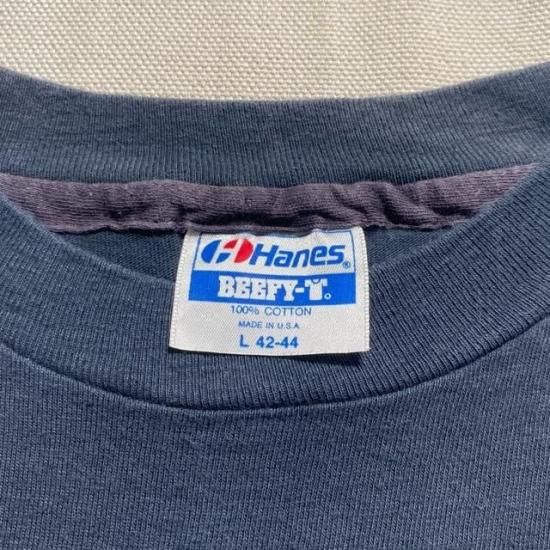 Hanes®
BEEFY-T®
100% COTTON
MADE IN U.S.A
L 42-44